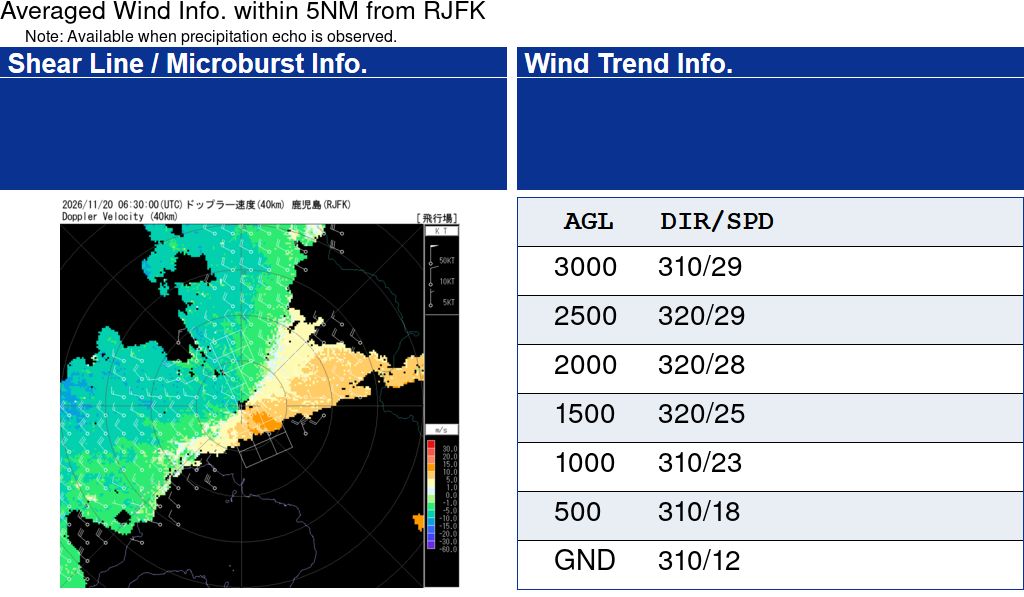 Averaged Wind Info. within 5NM from RJFK
Note: Available when precipitation echo is observed.
Shear Line / Microburst Info.
Wind Trend Info.
2026/11/20 06:30:00(UTC) ドップラー速度(40km) 鹿児島(RJFK)
Doppler Velocity (40km)
[飛行場]
KT
50KT
10KT
5KT
m/s
30.0
20.0
15.0
10.0
5.0
1.0
0.0
-1.0
-5.0
-10.0
-15.0
-20.0
-30.0
-60.0
AGL DIR/SPD
3000 310/29
2500 320/29
2000 320/28
1500 320/25
1000 310/23
500 310/18
GND 310/12